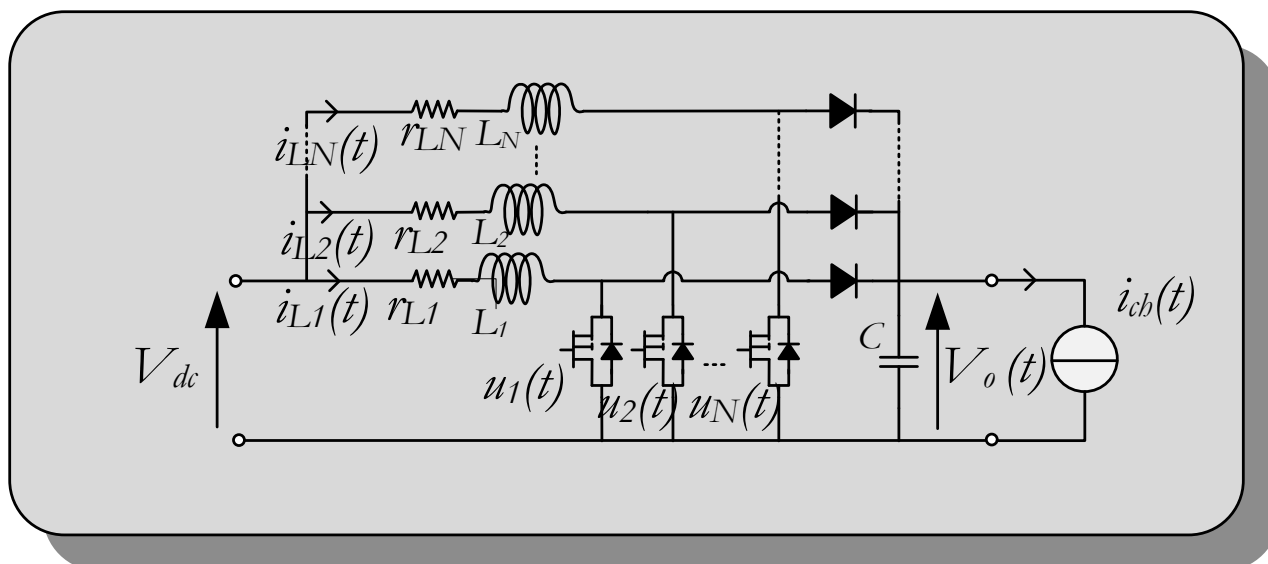 iLN(t) rLN LN
iL2(t) rL2 L2
iL1(t) rL1 L1
ich(t)
Vdc
C
Vo (t)
u1(t) u2(t) ... uN(t)